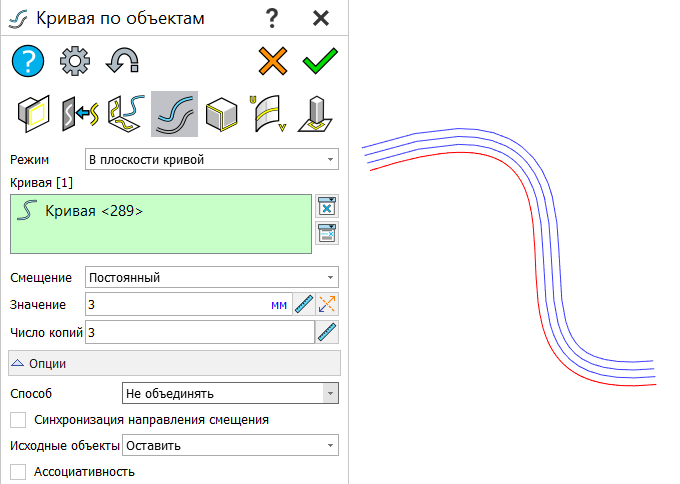 Кривая по объектам ? ✕
?
U
V
Режим В плоскости кривой
Кривая [1]
Кривая <289>
Смещение Постоянный
Значение 3 мм
Число копий 3
Опции
Способ Не объединять
Синхронизация направления смещения
Исходные объекты Оставить
Ассоциативность